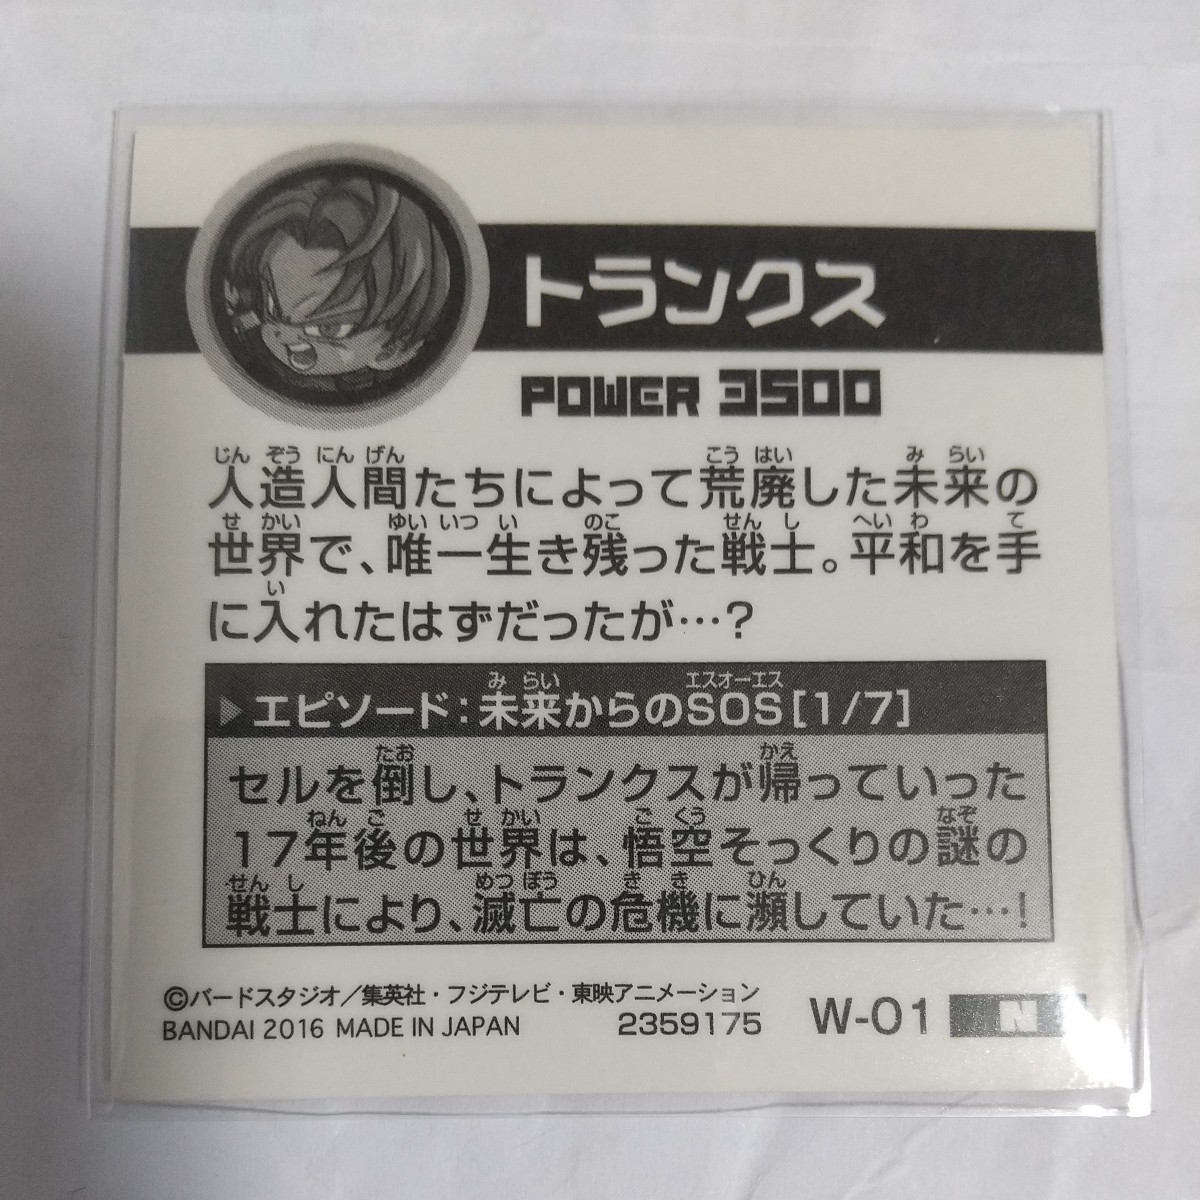 トランクス
POWER 3500
じん ぞう にん げん こう はい み らい
人造人間たちによって荒廃した未来の
せ かい ゆい いつ い のこ せん し へい わ て
世界で、唯一生き残った戦士。平和を手
い
に入れたはずだったが…?
み らい エスオーエス
▶エピソード:未来からのSOS[1/7]
たお かえ
セルを倒し、トランクスが帰っていった
ねん ご せ かい ご くう なぞ
17年後の世界は、悟空そっくりの謎の
せん し めつ ぼう き き ひん
戦士により、滅亡の危機に瀕していた…!
©バードスタジオ/集英社・フジテレビ・東映アニメーション
BANDAI 2016 MADE IN JAPAN 2359175 W-01 N